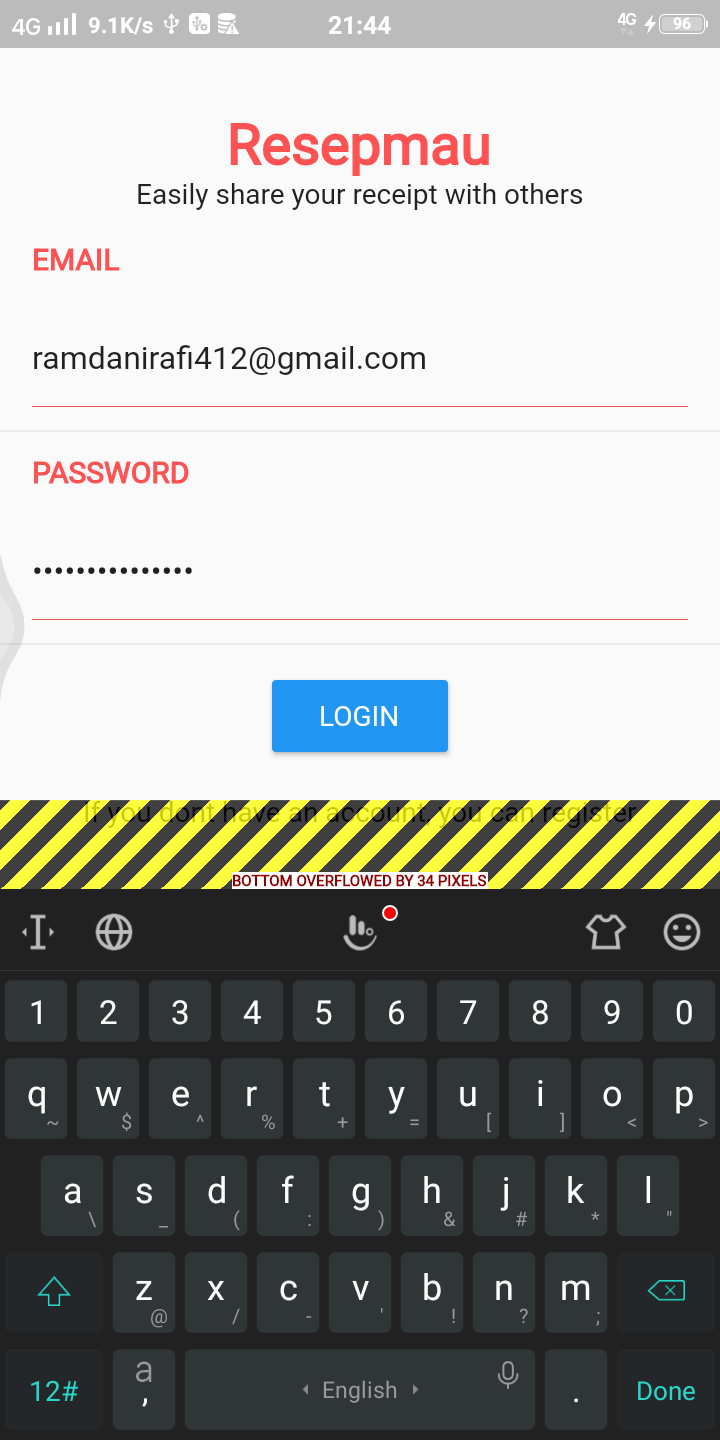 4G 9.1K/s 21:44 4G 96
Resepmau
Easily share your receipt with others
EMAIL
ramdanirafi412@gmail.com
PASSWORD
•••••••••••••••
LOGIN
If you dont have an account, you can register
BOTTOM OVERFLOWED BY 34 PIXELS
1 2 3 4 5 6 7 8 9 0
q w e r t y u i o p
~ $ ^ % + = [ ] < >
a s d f g h j k l
\ _ ( : ) & # * "
z x c v b n m
@ / - ' ! ? ;
12# a , English . Done